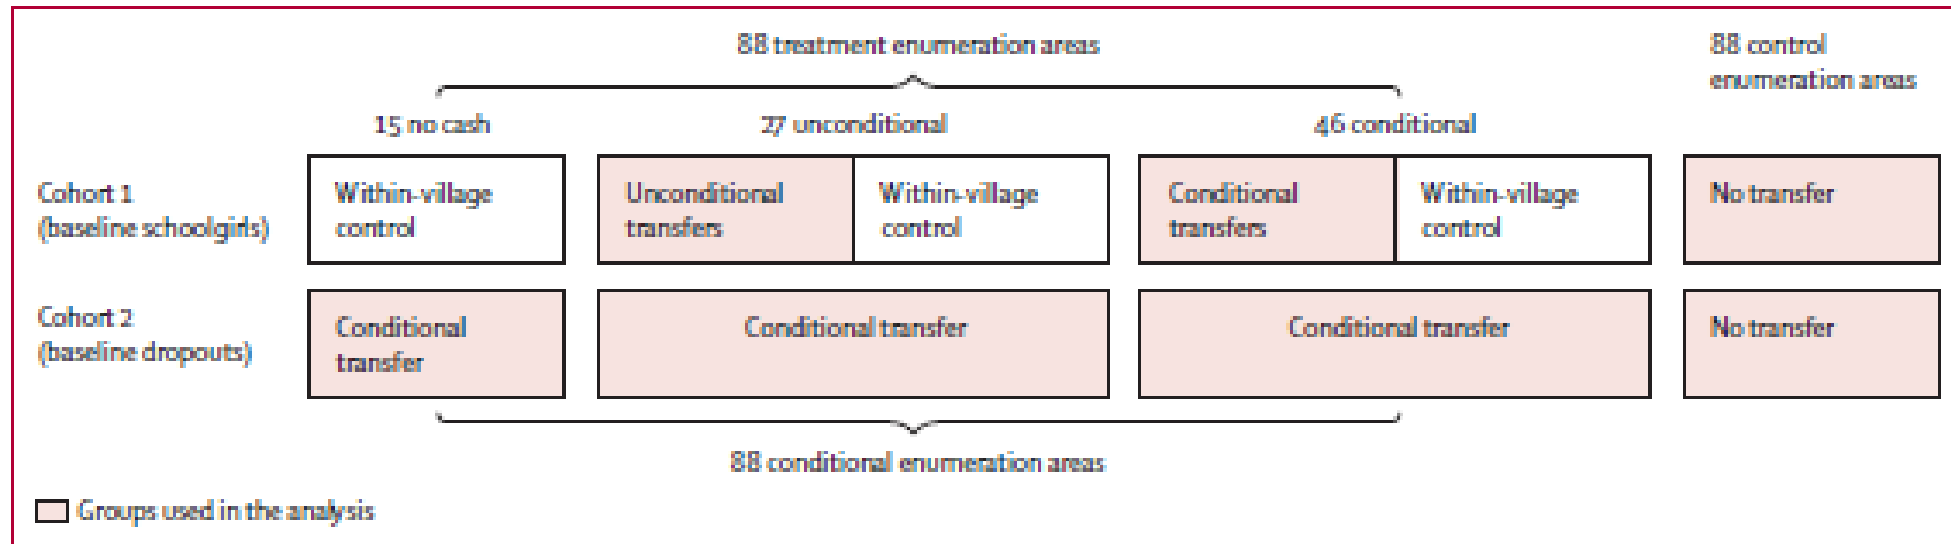 88 treatment enumeration areas
88 control
enumeration areas
15 no cash
27 unconditional
46 conditional
Cohort 1
(baseline schoolgirls)
Within-village
control
Unconditional
transfers
Within-village
control
Conditional
transfers
Within-village
control
No transfer
Cohort 2
(baseline dropouts)
Conditional
transfer
Conditional transfer
Conditional transfer
No transfer
88 conditional enumeration areas
Groups used in the analysis